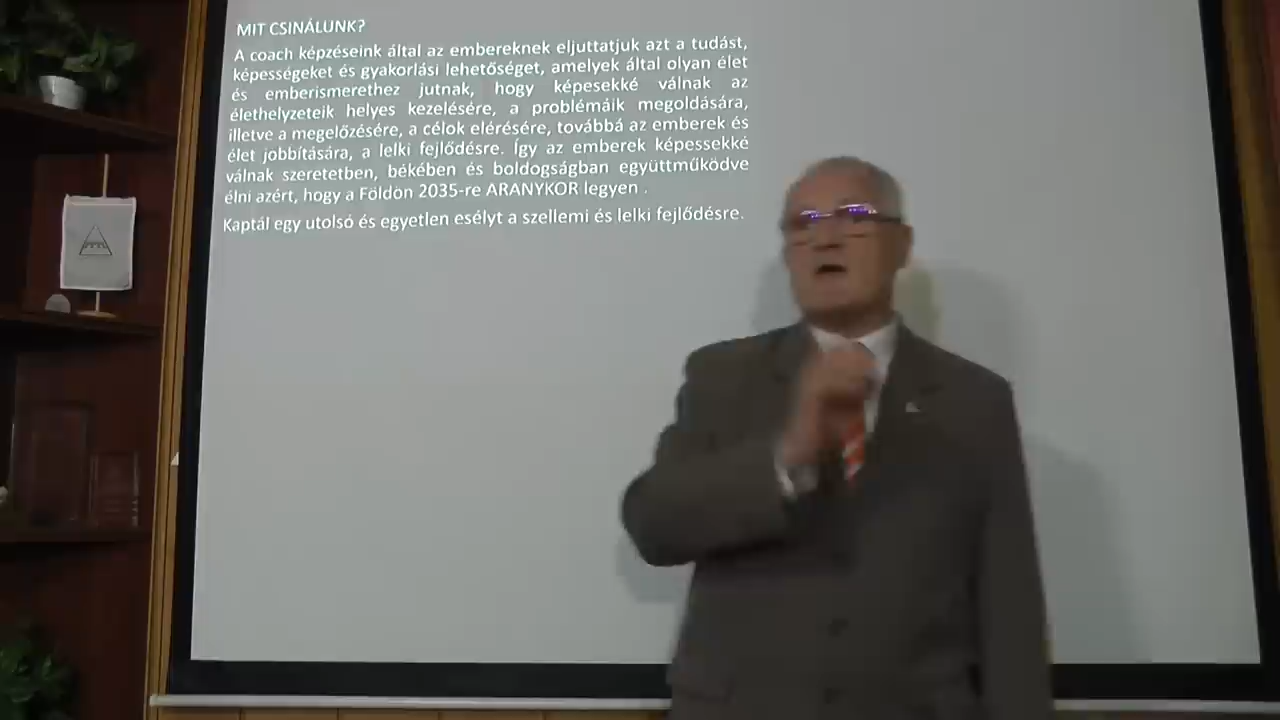 MIT CSINÁLUNK?
A coach képzéseink által az embereknek eljuttatjuk azt a tudást,
képességeket és gyakorlási lehetőséget, amelyek által olyan élet
és emberismerethez jutnak, hogy képesekké válnak az
élethelyzeteik helyes kezelésére, a problémáik megoldására,
illetve a megelőzésére, a célok elérésére, továbbá az emberek és
élet jobbítására, a lelki fejlődésre. Így az emberek képessekké
válnak szeretetben, békében és boldogságban együttműködve
élni azért, hogy a Földön 2035-re ARANYKOR legyen .
Kaptál egy utolsó és egyetlen esélyt a szellemi és lelki fejlődésre.